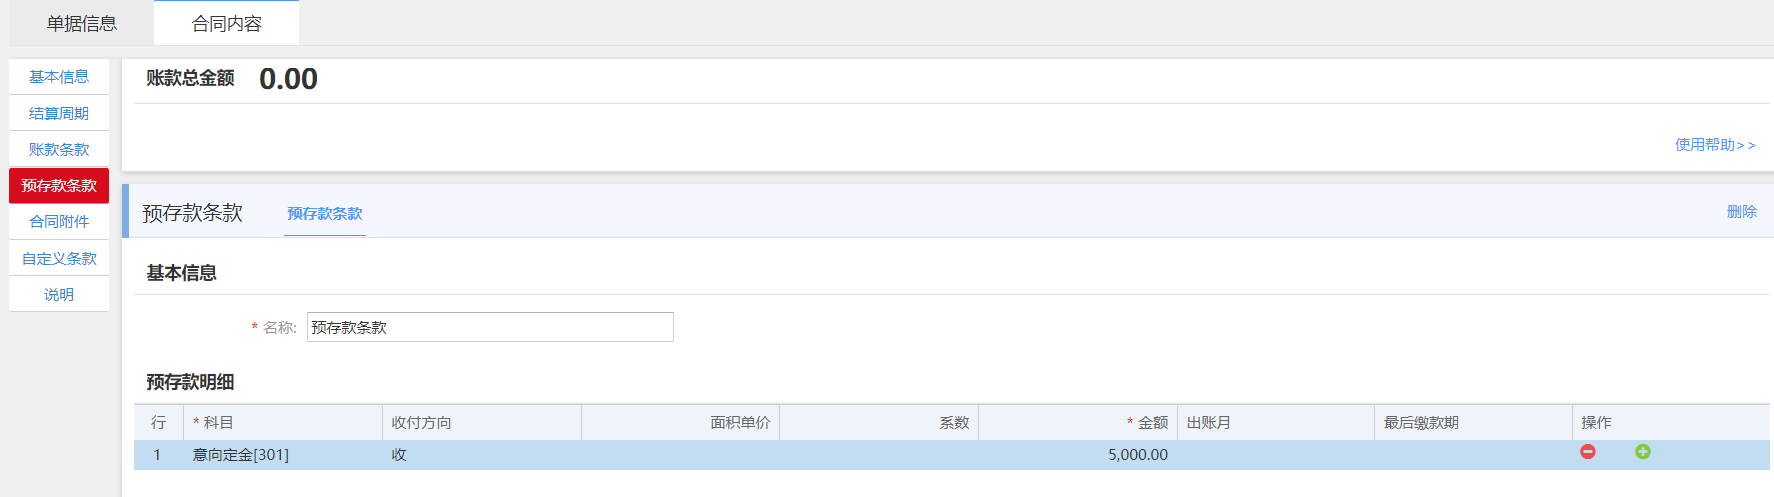 单据信息 合同内容
基本信息
结算周期
账款条款
预存款条款
合同附件
自定义条款
说明
账款总金额 0.00
使用帮助>>
预存款条款 预存款条款 删除
基本信息
* 名称: 预存款条款
预存款明细
行 * 科目 收付方向 面积单价 系数 * 金额 出账月 最后缴款期 操作
1 意向定金[301] 收 5,000.00